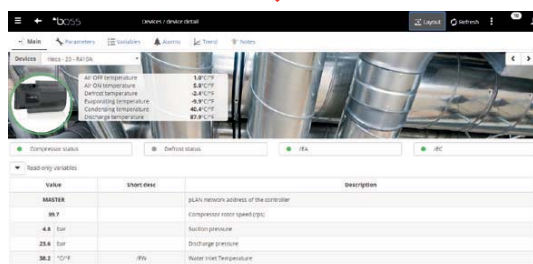 boss Devices / device detail Layout Refresh
Main Parameters Variables Alarms Trend Notes
Devices Heos - 20 - R410A
Air OFF temperature 1.0°C/°F
Air ON temperature 5.8°C/°F
Defrost temperature -2.4°C/°F
Evaporating temperature -9.9°C/°F
Condensing temperature 40.4°C/°F
Discharge temperature 87.9°C/°F
Compressor status Defrost status /EA /EC
Read-only variables
Value Short desc Description
MASTER pLAN network address of the controller
39.7 Compressor rotor speed (rps)
4.8 bar Suction pressure
23.6 bar Discharge pressure
38.2 °C/°F /PW Water Inlet Temperature